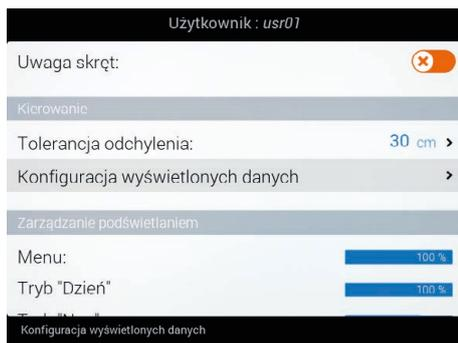 Użytkownik : usr01
Uwaga skręt:
Kierowanie
Tolerancja odchylenia: 30 cm
Konfiguracja wyświetlonych danych
Zarządzanie podświetlaniem
Menu: 100 %
Tryb "Dzień" 100 %
Konfiguracja wyświetlonych danych